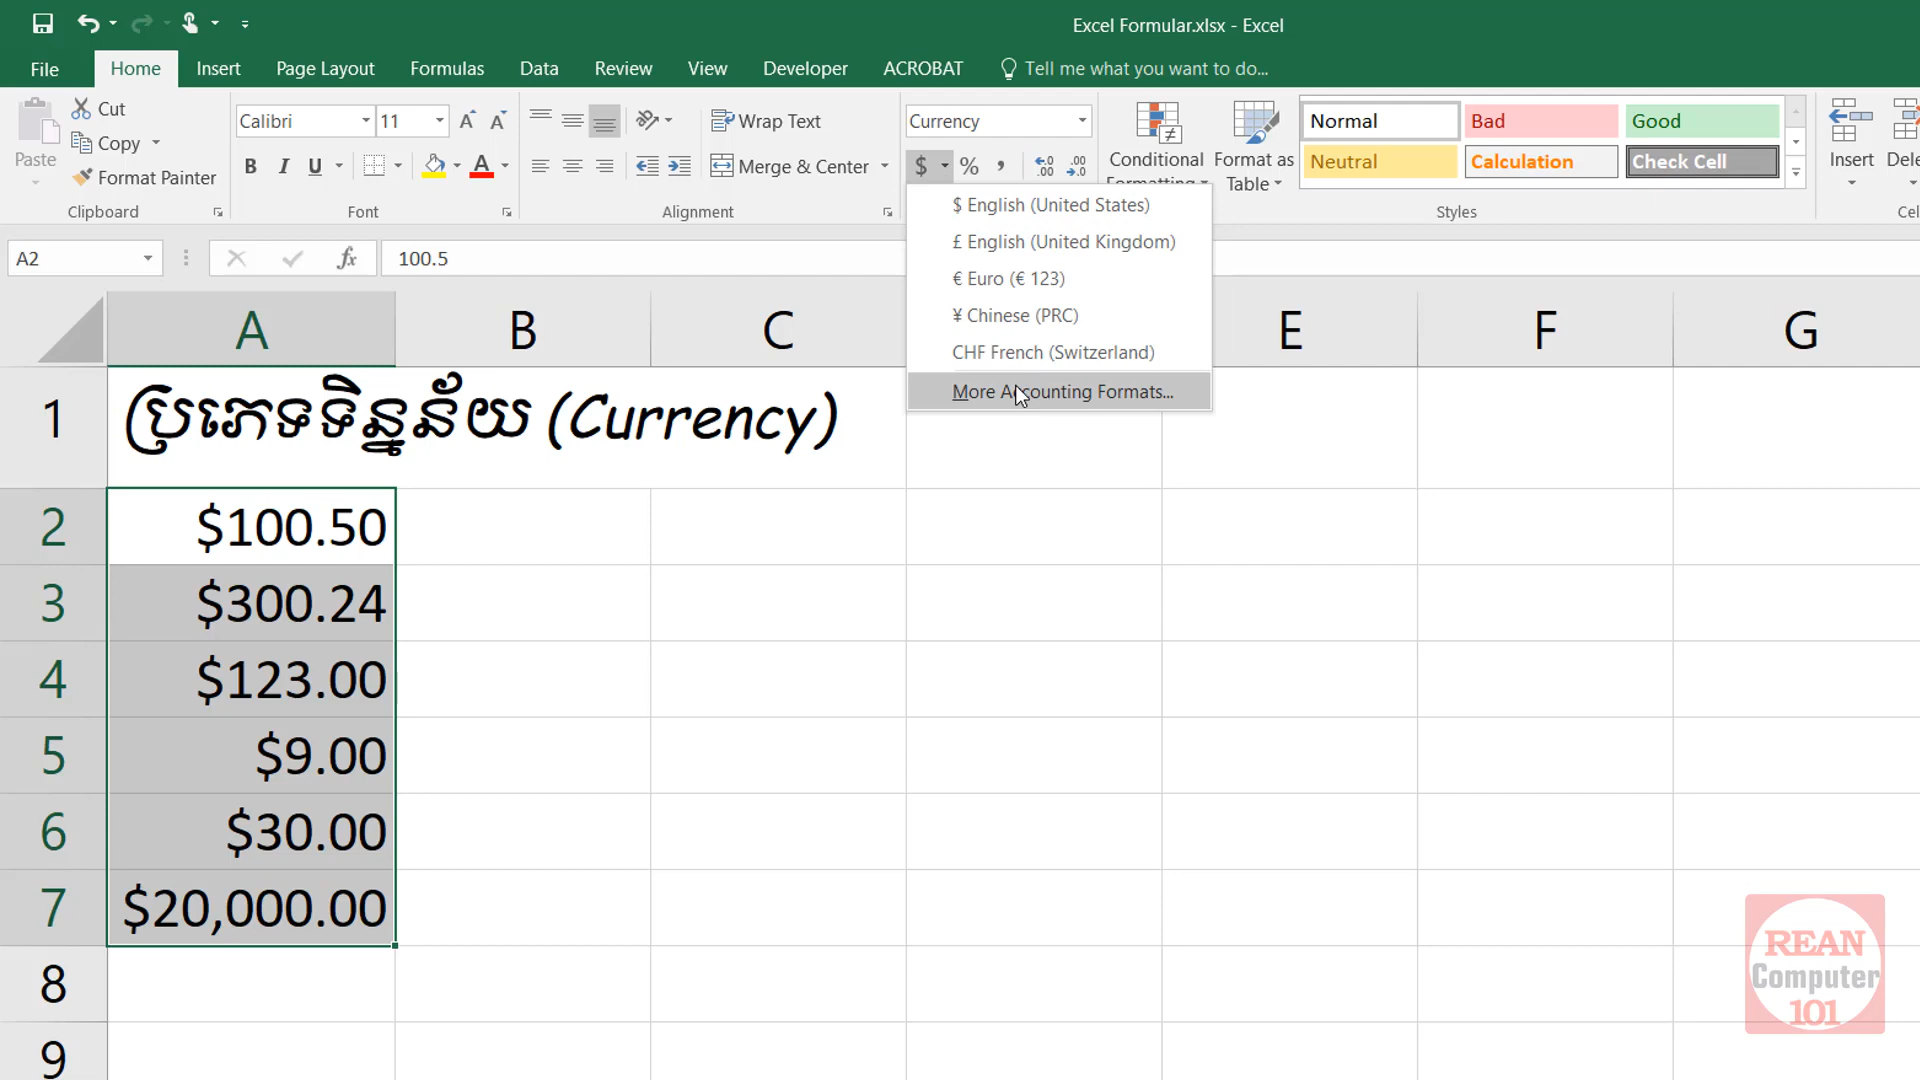 Excel Formular.xlsx - Excel
File Home Insert Page Layout Formulas Data Review View Developer ACROBAT Tell me what you want to do...
Paste
Cut
Copy
Format Painter
Clipboard
Calibri 11
B I U A
Font
Wrap Text
Merge & Center
Alignment
Currency
$ % ,
Conditional
Formatting
Format as
Table
Normal Bad Good
Neutral Calculation Check Cell
Styles
Insert
A2 fx 100.5
$ English (United States)
£ English (United Kingdom)
€ Euro (€ 123)
¥ Chinese (PRC)
CHF French (Switzerland)
More Accounting Formats...
A B C E F G
1 ប្រភេទទិន្នន័យ (Currency)
2 $100.50
3 $300.24
4 $123.00
5 $9.00
6 $30.00
7 $20,000.00
8
9
REAN
Computer
101